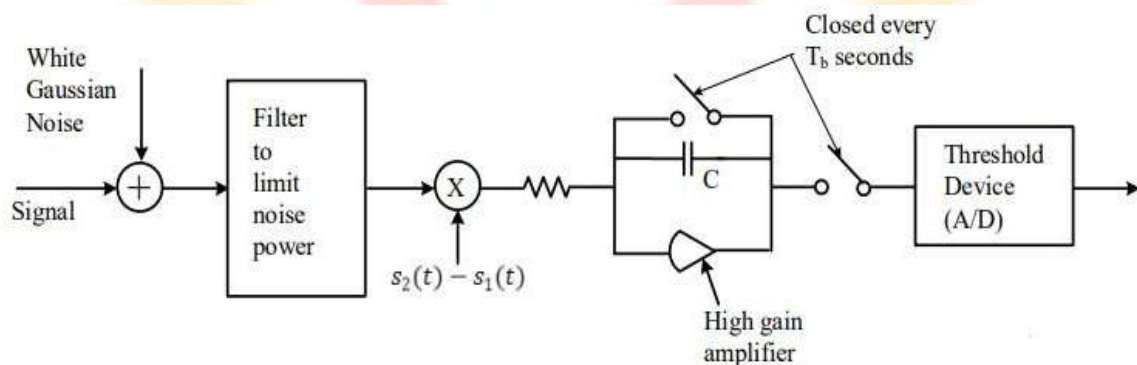 White
Gaussian
Noise
Signal
+
Filter
to
limit
noise
power
X
s₂(t) − s₁(t)
C
High gain
amplifier
Closed every
T_b seconds
Threshold
Device
(A/D)